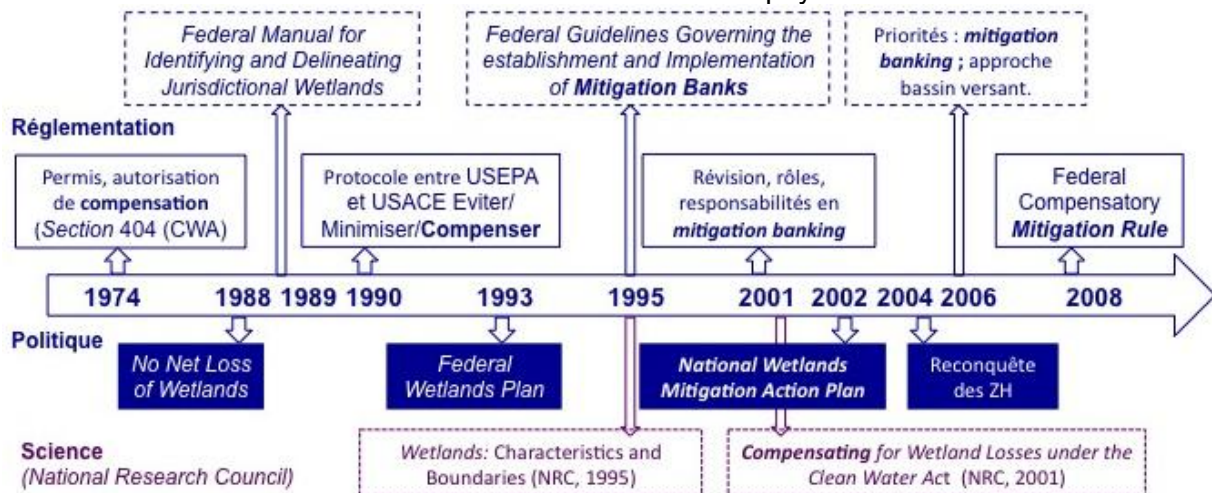 Federal Manual for
Identifying and Delineating
Jurisdictional Wetlands
Federal Guidelines Governing the
establishment and Implementation
of Mitigation Banks
Priorités : mitigation
banking ; approche
bassin versant.
Réglementation
Permis, autorisation
de compensation
(Section 404 (CWA)
Protocole entre USEPA
et USACE Eviter/
Minimiser/Compenser
Révision, rôles,
responsabilités en
mitigation banking
Federal
Compensatory
Mitigation Rule
1974 1988 1989 1990 1993 1995 2001 2002 2004 2006 2008
Politique
No Net Loss
of Wetlands
Federal
Wetlands Plan
National Wetlands
Mitigation Action Plan
Reconquête
des ZH
Science
(National Research Council)
Wetlands: Characteristics and
Boundaries (NRC, 1995)
Compensating for Wetland Losses under the
Clean Water Act (NRC, 2001)